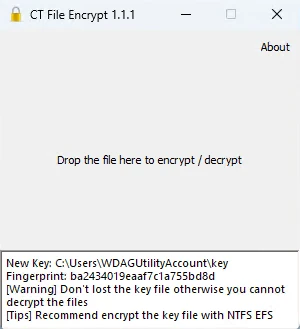 CT File Encrypt 1.1.1
About
Drop the file here to encrypt / decrypt
New Key: C:\Users\WDAGUtilityAccount\key
Fingerprint: ba2434019eaaf7c1a755bd8d
[Warning] Don't lost the key file otherwise you cannot
decrypt the files
[Tips] Recommend encrypt the key file with NTFS EFS